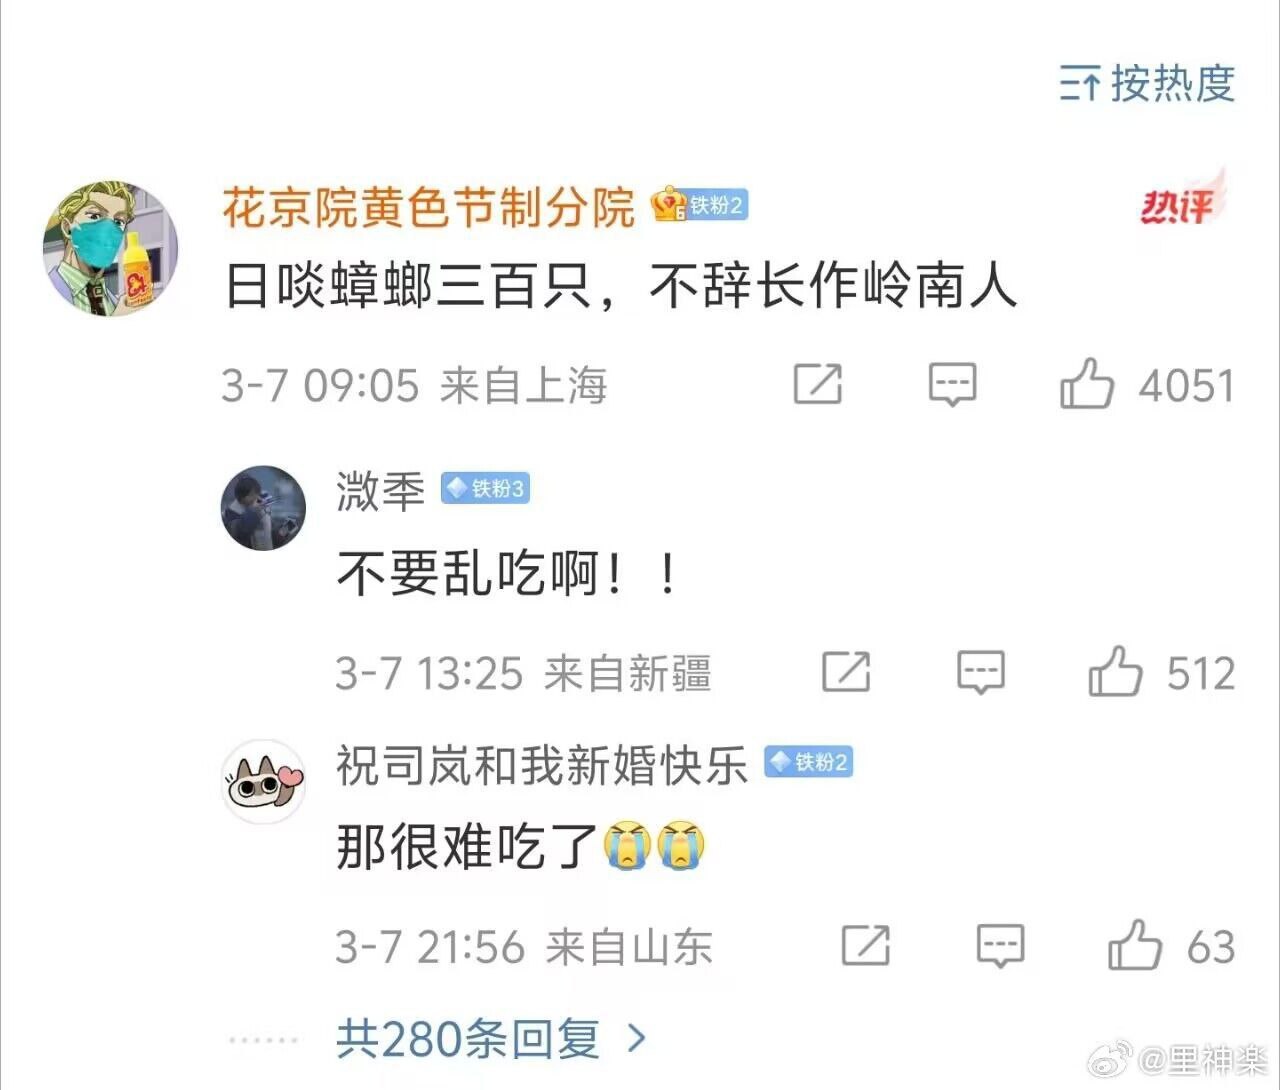 按热度
花京院黄色节制分院 6 铁粉2 热评
日啖蟑螂三百只，不辞长作岭南人
3-7 09:05 来自上海 4051
溦秊 铁粉3
不要乱吃啊！！
3-7 13:25 来自新疆 512
祝司岚和我新婚快乐 铁粉2
那很难吃了😭😭
3-7 21:56 来自山东 63
共280条回复 >
@里神楽